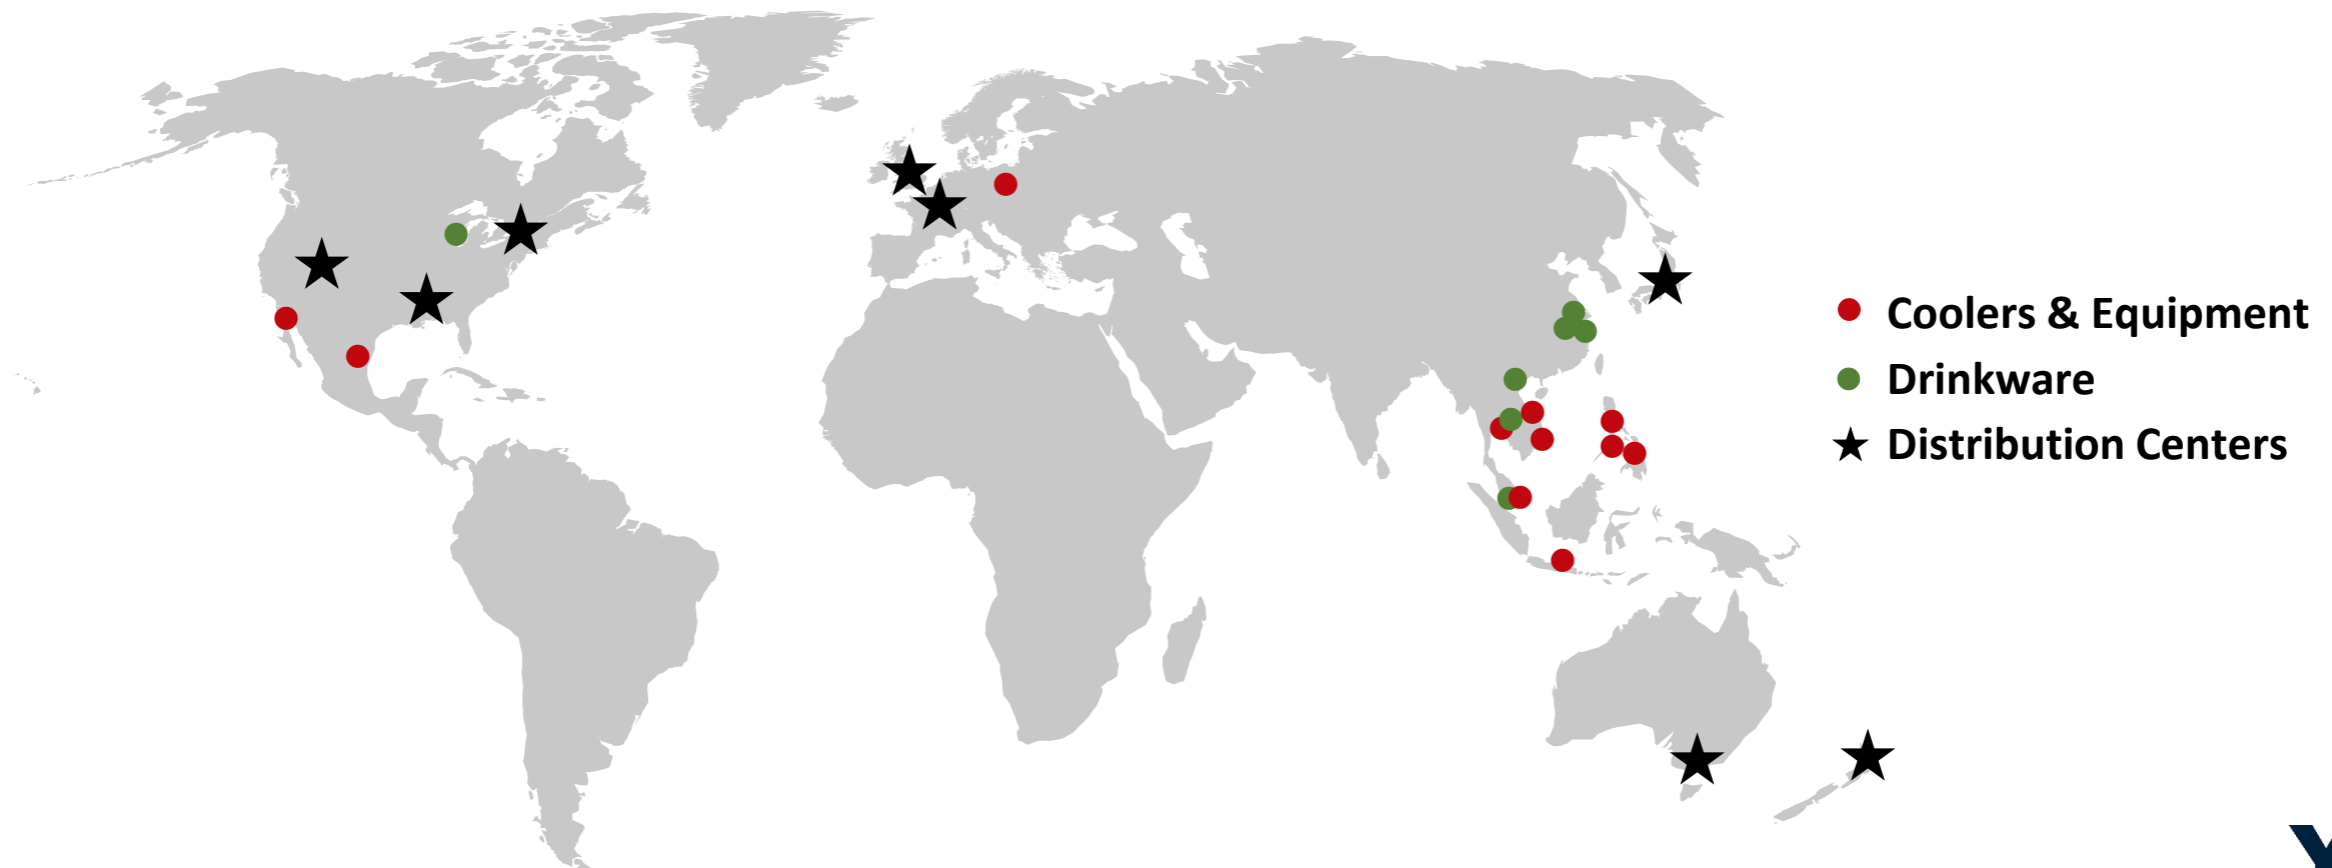 Coolers & Equipment
Drinkware
Distribution Centers